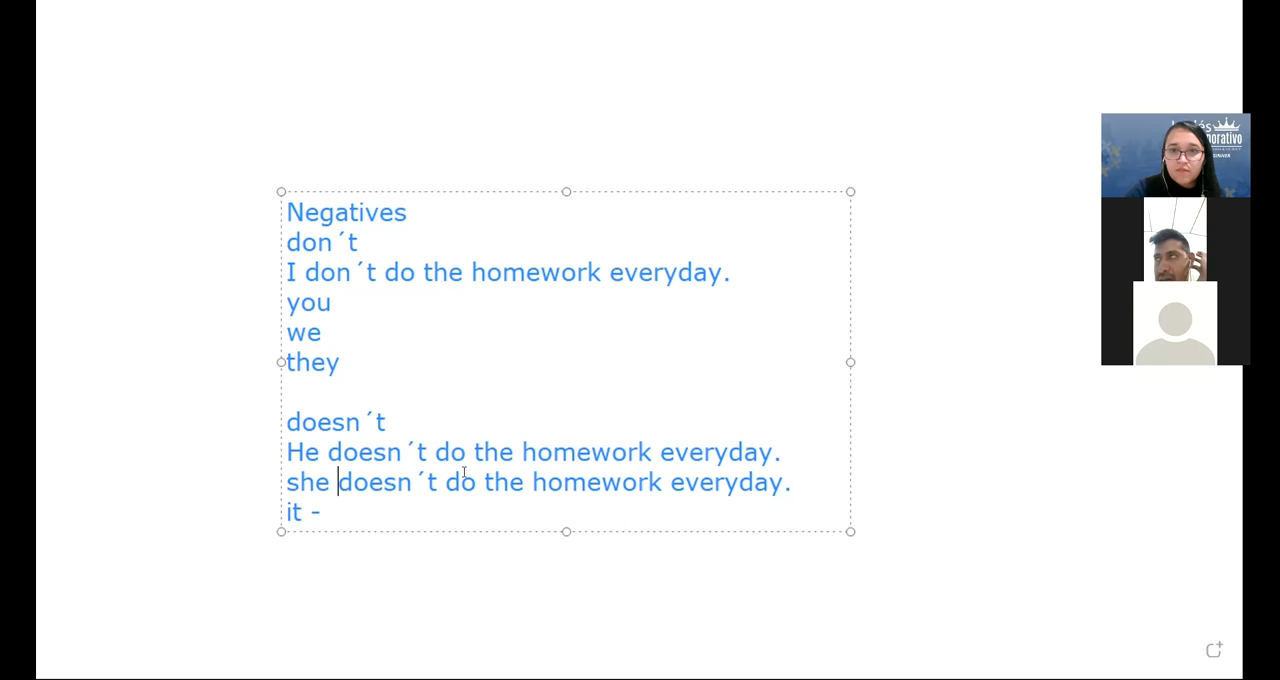 Negatives
don´t
I don´t do the homework everyday.
you
we
they
doesn´t
He doesn´t do the homework everyday.
she doesn´t do the homework everyday.
it -